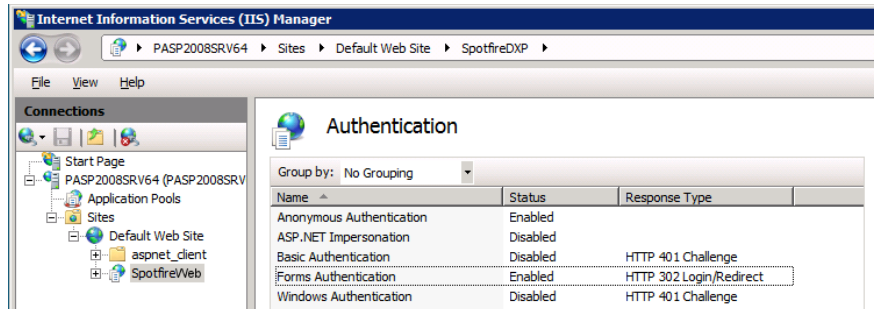 Internet Information Services (IIS) Manager
PASP2008SRV64 Sites Default Web Site SpotfireDXP
File View Help
Connections
Start Page
PASP2008SRV64 (PASP2008SRV
Application Pools
Sites
Default Web Site
aspnet_client
SpotfireWeb
Authentication
Group by: No Grouping
Name Status Response Type
Anonymous Authentication Enabled
ASP.NET Impersonation Disabled
Basic Authentication Disabled HTTP 401 Challenge
Forms Authentication Enabled HTTP 302 Login/Redirect
Windows Authentication Disabled HTTP 401 Challenge